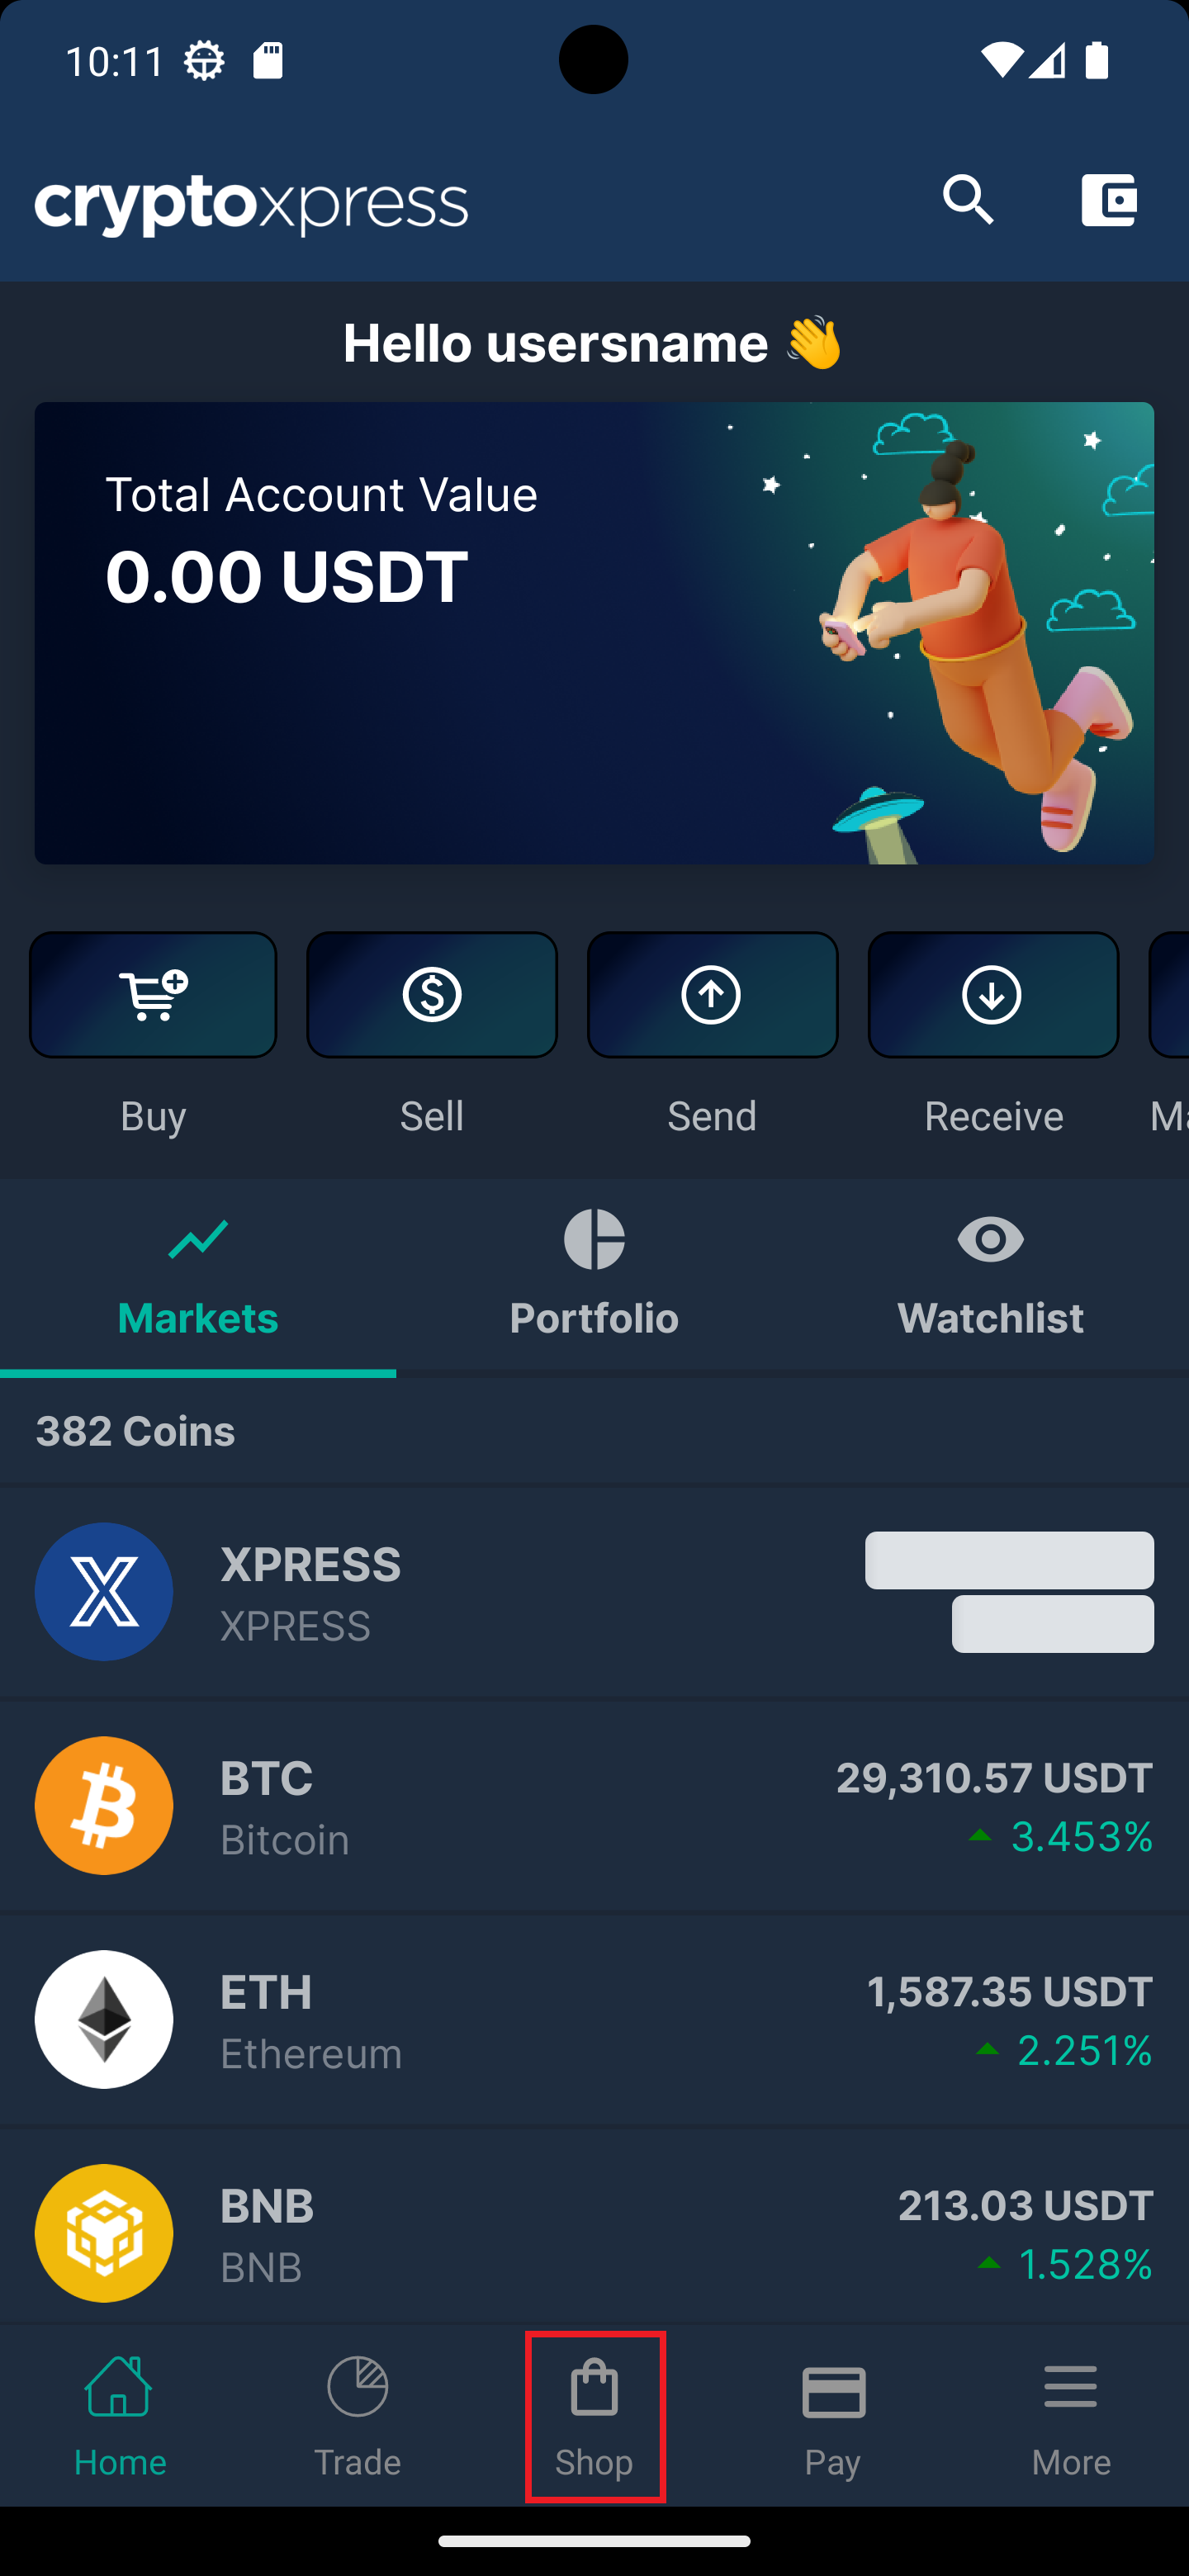 10:11
cryptoxpress
Hello usersname 👋
Total Account Value
0.00 USDT
Buy Sell Send Receive
Markets Portfolio Watchlist
382 Coins
XPRESS
XPRESS
BTC 29,310.57 USDT
Bitcoin 3.453%
ETH 1,587.35 USDT
Ethereum 2.251%
BNB 213.03 USDT
BNB 1.528%
Home Trade Shop Pay More